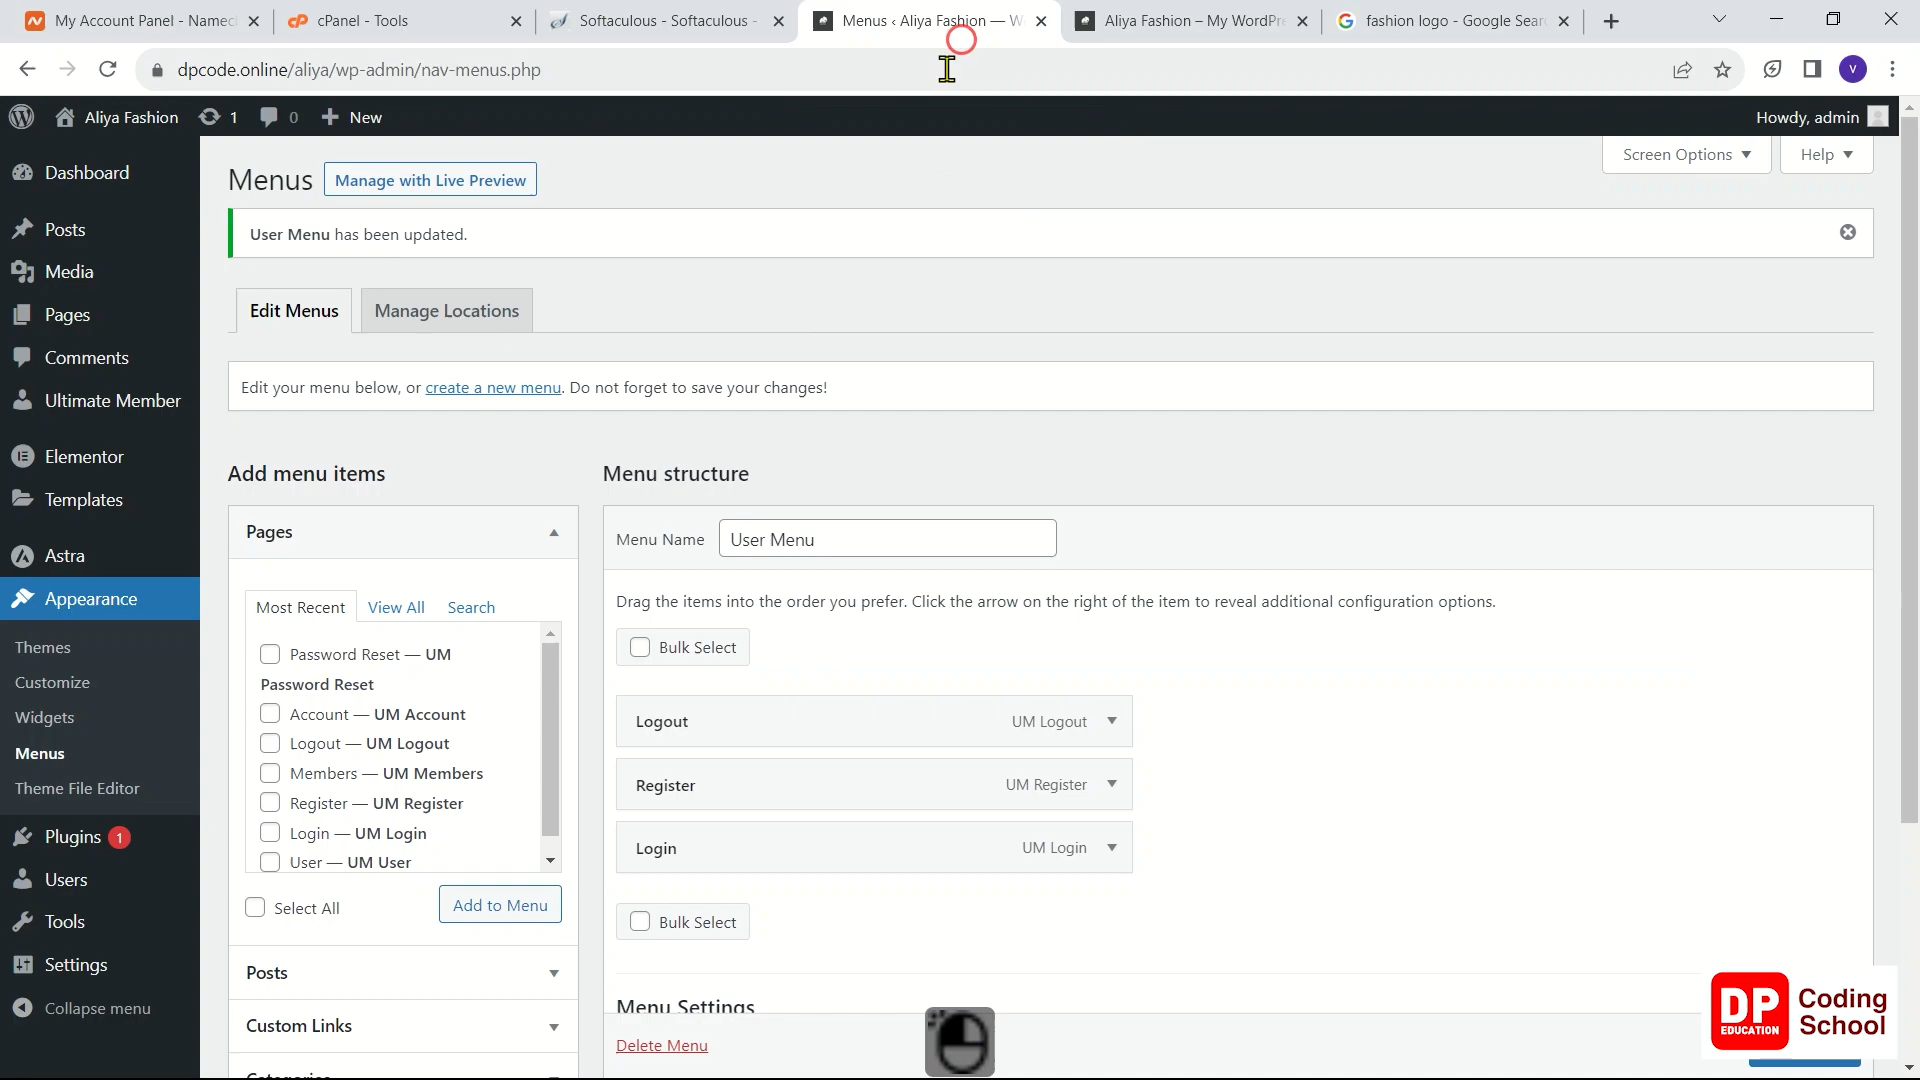 My Account Panel - Namec
cPanel - Tools
Softaculous - Softaculous -
Menus ‹ Aliya Fashion — W
Aliya Fashion – My WordPre
fashion logo - Google Sear
dpcode.online/aliya/wp-admin/nav-menus.php
V
Aliya Fashion
1
0
New
Howdy, admin
Dashboard
Posts
Media
Pages
Comments
Ultimate Member
Elementor
Templates
Astra
Appearance
Themes
Customize
Widgets
Menus
Theme File Editor
Plugins 1
Users
Tools
Settings
Collapse menu
Screen Options
Help
Menus
Manage with Live Preview
User Menu has been updated.
Edit Menus
Manage Locations
Edit your menu below, or create a new menu. Do not forget to save your changes!
Add menu items
Pages
Most Recent
View All
Search
Password Reset — UM
Password Reset
Account — UM Account
Logout — UM Logout
Members — UM Members
Register — UM Register
Login — UM Login
User — UM User
Select All
Add to Menu
Posts
Custom Links
Categories
Menu structure
Menu Name
User Menu
Drag the items into the order you prefer. Click the arrow on the right of the item to reveal additional configuration options.
Bulk Select
Logout
UM Logout
Register
UM Register
Login
UM Login
Bulk Select
Menu Settings
Delete Menu
DP
EDUCATION
Coding
School